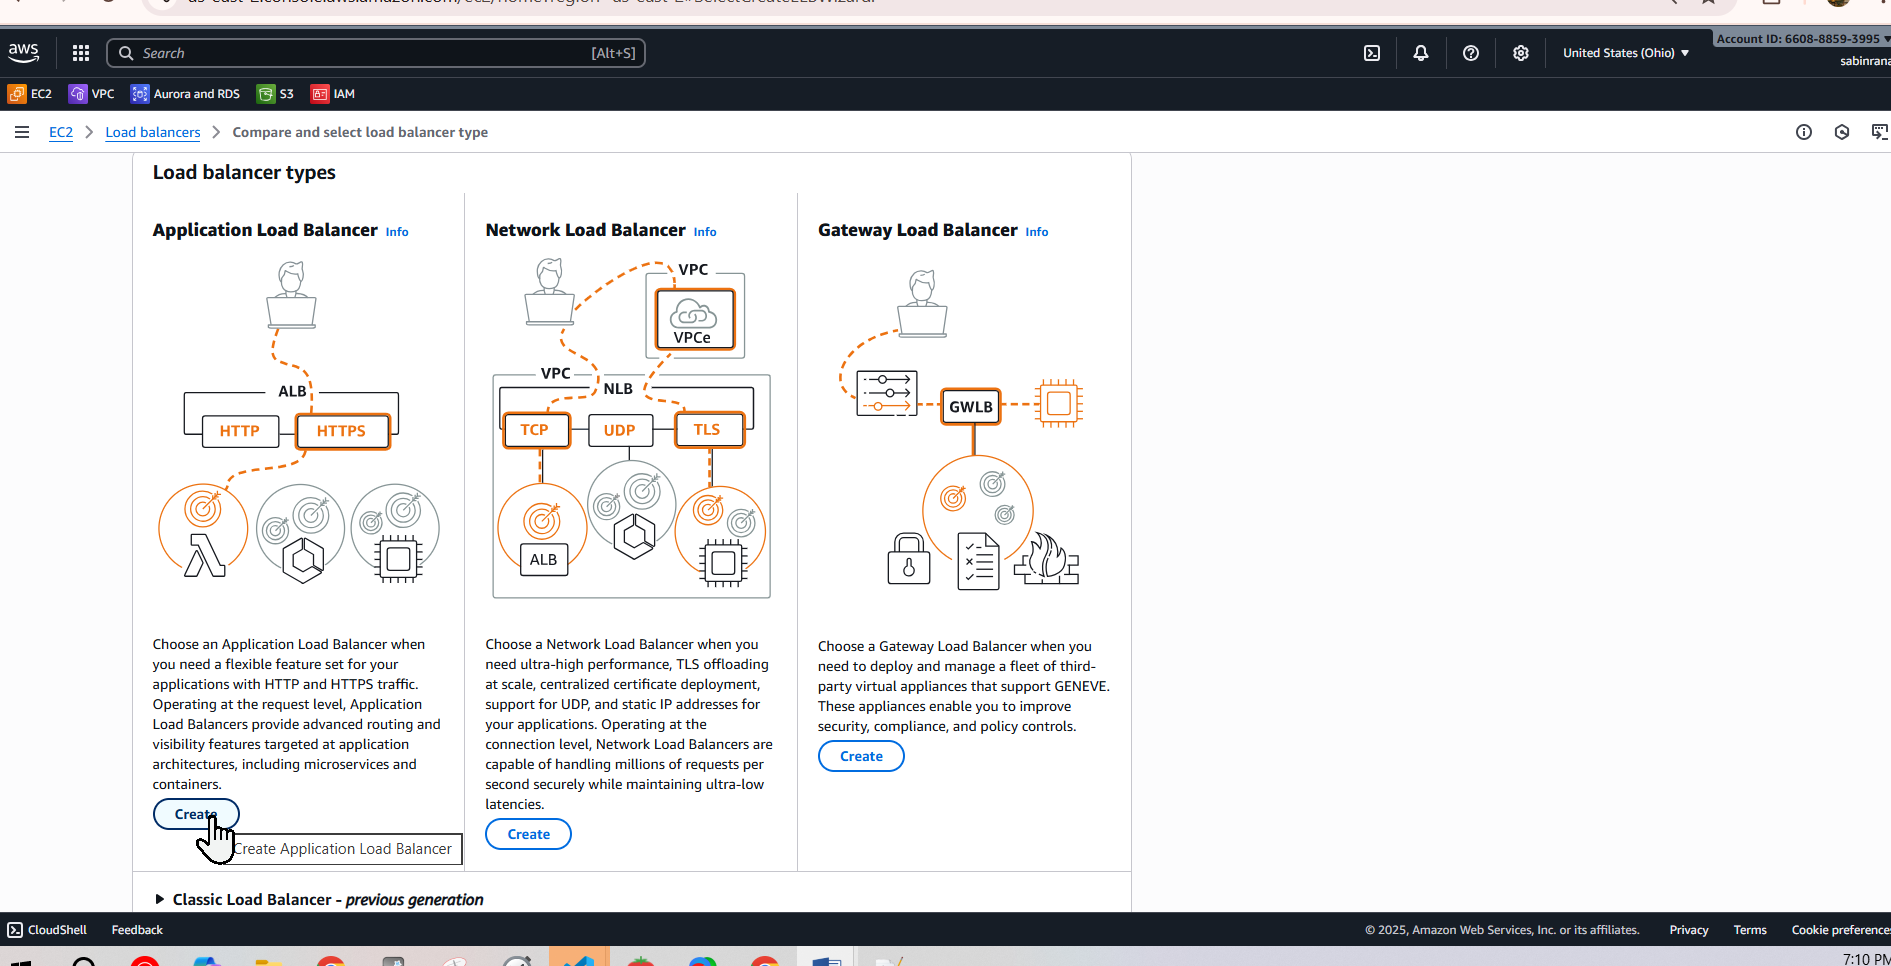 aws
Search
[Alt+S]
United States (Ohio)
Account ID: 6608-8859-3995
sabinrana
EC2
VPC
Aurora and RDS
S3
IAM
EC2 > Load balancers > Compare and select load balancer type
Load balancer types
Application Load Balancer Info
ALB
HTTP
HTTPS
Choose an Application Load Balancer when
you need a flexible feature set for your
applications with HTTP and HTTPS traffic.
Operating at the request level, Application
Load Balancers provide advanced routing and
visibility features targeted at application
architectures, including microservices and
containers.
Create
Create Application Load Balancer
Network Load Balancer Info
VPC
VPCe
VPC
NLB
TCP
UDP
TLS
ALB
Choose a Network Load Balancer when you
need ultra-high performance, TLS offloading
at scale, centralized certificate deployment,
support for UDP, and static IP addresses for
your applications. Operating at the
connection level, Network Load Balancers are
capable of handling millions of requests per
second securely while maintaining ultra-low
latencies.
Create
Gateway Load Balancer Info
GWLB
Choose a Gateway Load Balancer when you
need to deploy and manage a fleet of third-
party virtual appliances that support GENEVE.
These appliances enable you to improve
security, compliance, and policy controls.
Create
Classic Load Balancer - previous generation
CloudShell
Feedback
© 2025, Amazon Web Services, Inc. or its affiliates.
Privacy
Terms
Cookie preferences
7:10 PM